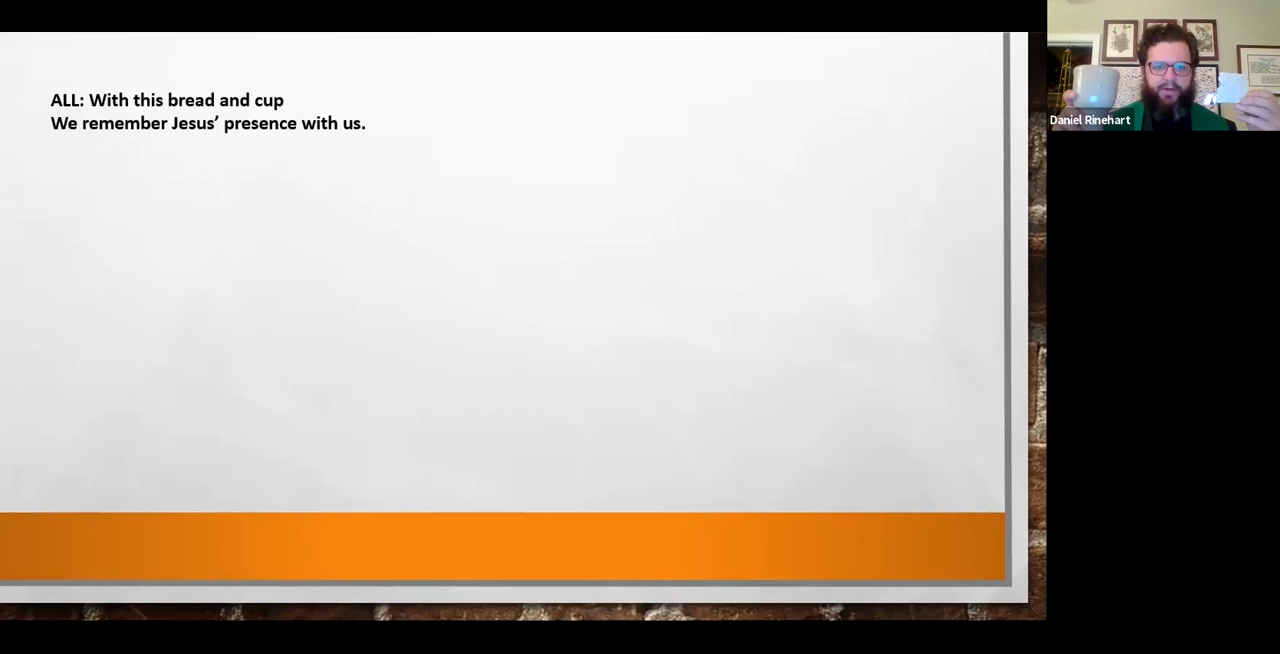 ALL: With this bread and cup
We remember Jesus’ presence with us.
Daniel Rinehart